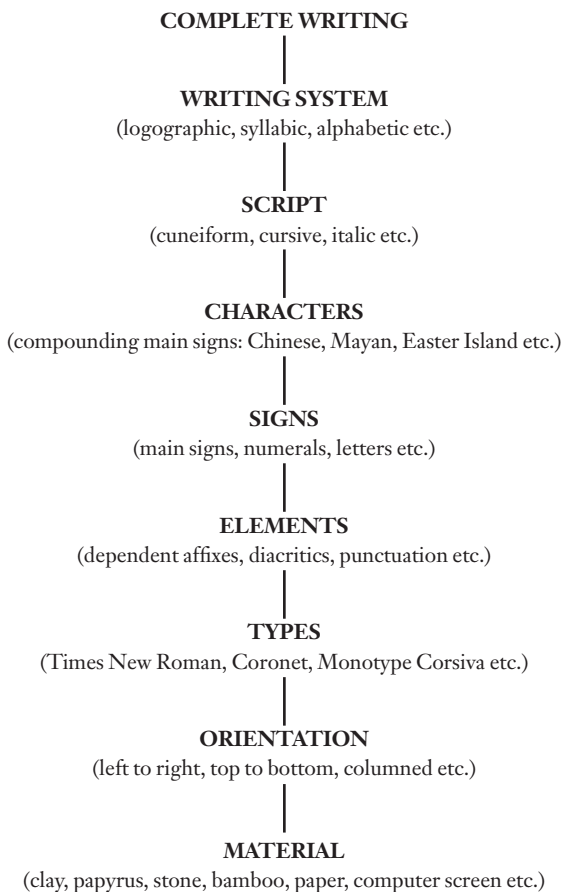 COMPLETE WRITING
WRITING SYSTEM
(logographic, syllabic, alphabetic etc.)
SCRIPT
(cuneiform, cursive, italic etc.)
CHARACTERS
(compounding main signs: Chinese, Mayan, Easter Island etc.)
SIGNS
(main signs, numerals, letters etc.)
ELEMENTS
(dependent affixes, diacritics, punctuation etc.)
TYPES
(Times New Roman, Coronet, Monotype Corsiva etc.)
ORIENTATION
(left to right, top to bottom, columned etc.)
MATERIAL
(clay, papyrus, stone, bamboo, paper, computer screen etc.)